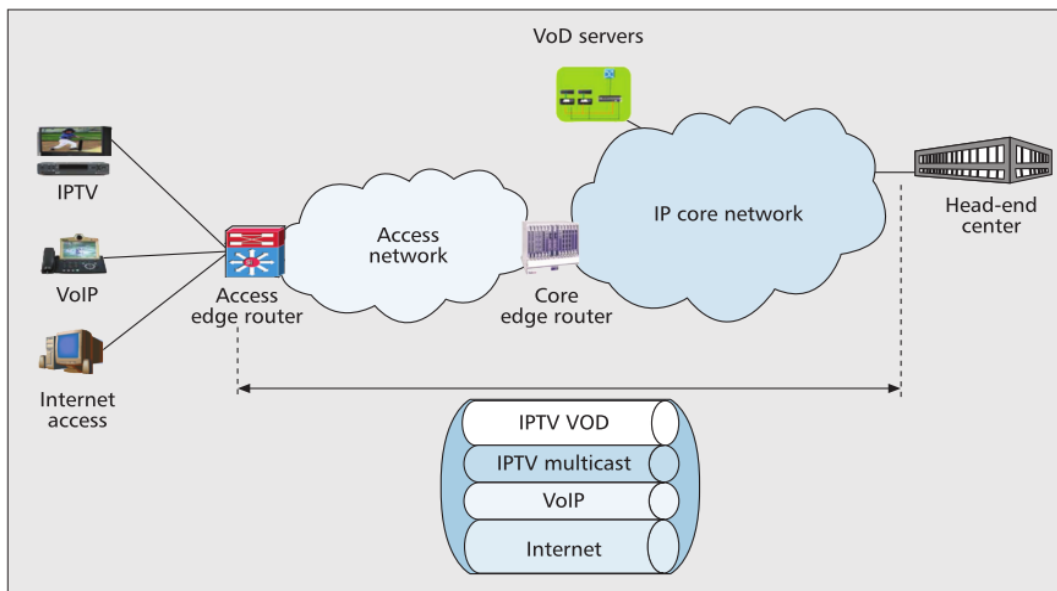 VoD servers
IPTV
VoIP
Internet
access
Access
edge router
Access
network
Core
edge router
IP core network
Head-end
center
IPTV VOD
IPTV multicast
VoIP
Internet